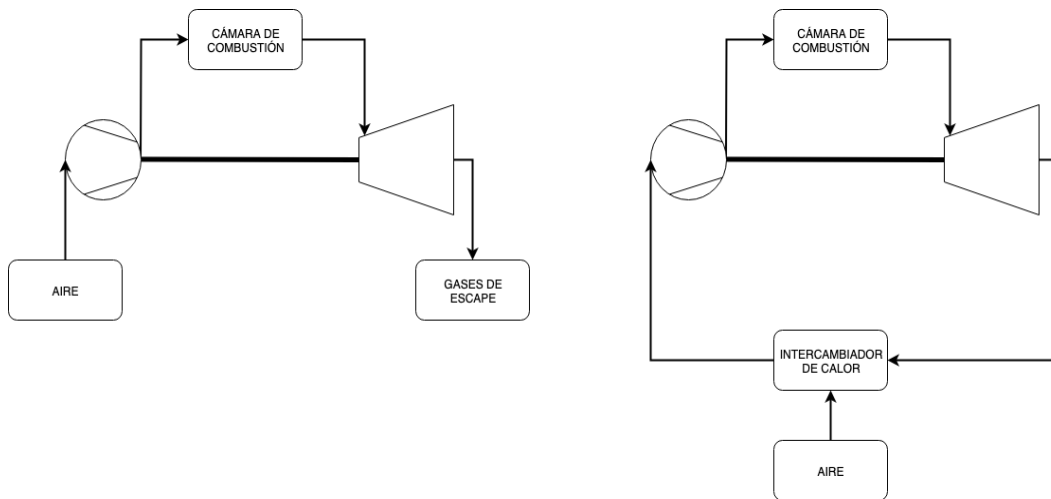 CÁMARA DE
COMBUSTIÓN
AIRE
GASES DE
ESCAPE
CÁMARA DE
COMBUSTIÓN
INTERCAMBIADOR
DE CALOR
AIRE